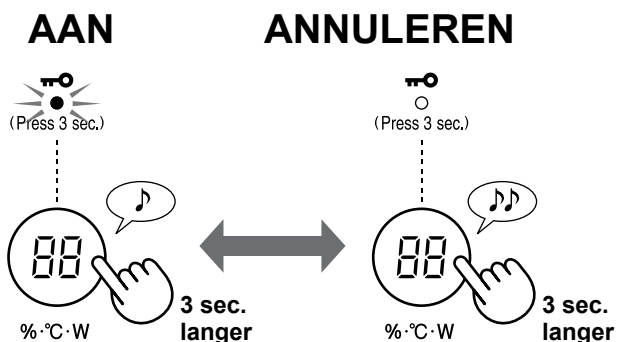 AAN ANNULEREN
(Press 3 sec.) (Press 3 sec.)
88 88
3 sec. 3 sec.
%·℃·W langer %·℃·W langer